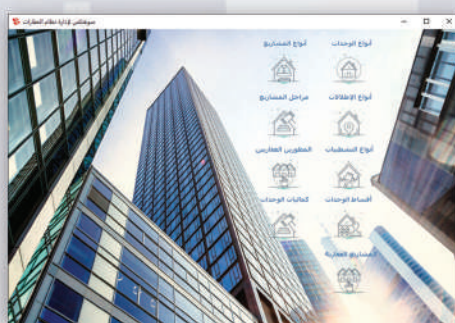 سوفتلكس لإدارة نظام العقارات
أنواع الوحدات أنواع المشاريع
أنواع الإطلالات مراحل المشاريع
أنواع التشطيبات المطورين العقاريين
أقساط الوحدات كماليات الوحدات
المشاريع العقارية